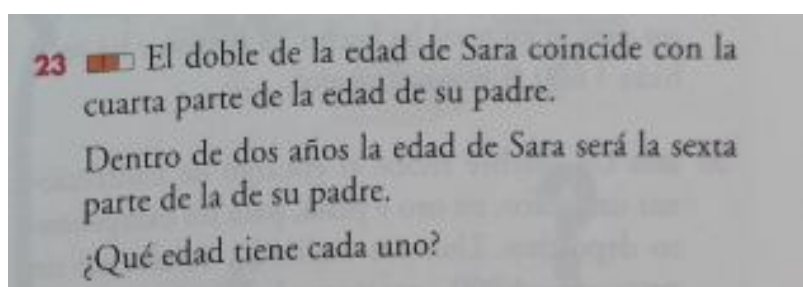 23 El doble de la edad de Sara coincide con la
cuarta parte de la edad de su padre.
Dentro de dos años la edad de Sara será la sexta
parte de la de su padre.
¿Qué edad tiene cada uno?